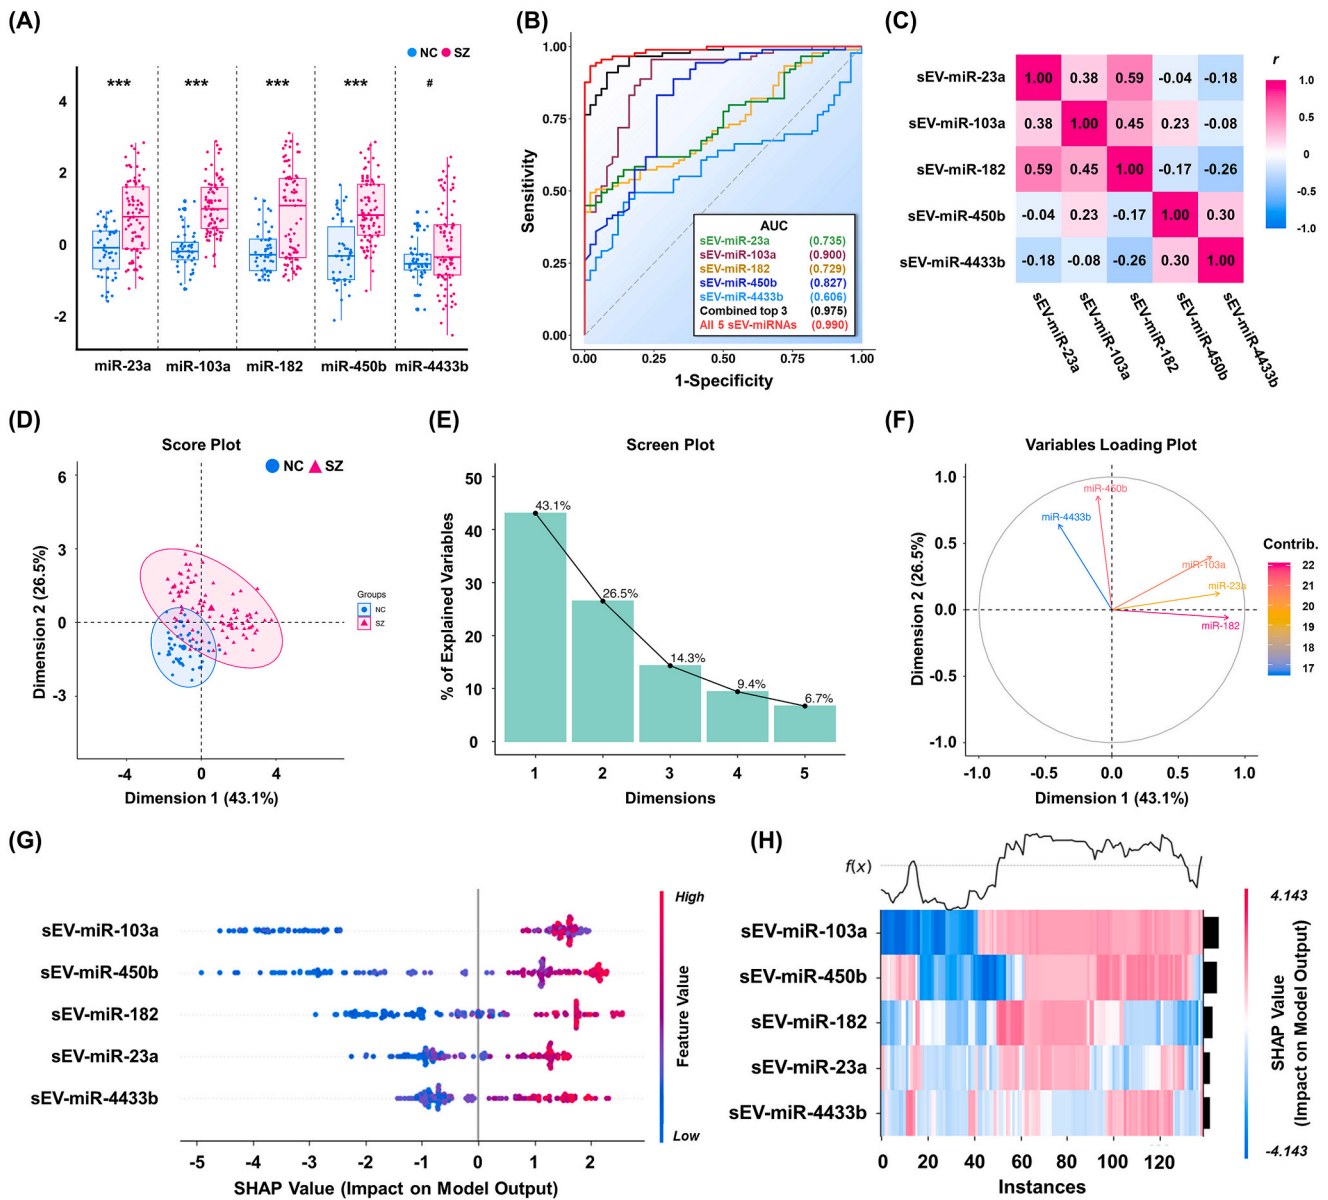 (A)
NC SZ
4
2
0
-2
*** *** *** *** #
miR-23a miR-103a miR-182 miR-450b miR-4433b
(B)
Sensitivity
1.00
0.75
0.50
0.25
0.00
AUC
sEV-miR-23a (0.735)
sEV-miR-103a (0.900)
sEV-miR-182 (0.729)
sEV-miR-450b (0.827)
sEV-miR-4433b (0.606)
Combined top 3 (0.975)
All 5 sEV-miRNAs (0.990)
0.00 0.25 0.50 0.75 1.00
1-Specificity
(C)
sEV-miR-23a 1.00 0.38 0.59 -0.04 -0.18
sEV-miR-103a 0.38 1.00 0.45 0.23 -0.08
sEV-miR-182 0.59 0.45 1.00 -0.17 -0.26
sEV-miR-450b -0.04 0.23 -0.17 1.00 0.30
sEV-miR-4433b -0.18 -0.08 -0.26 0.30 1.00
sEV-miR-23a
sEV-miR-103a
sEV-miR-182
sEV-miR-450b
sEV-miR-4433b
r
1.0
0.5
0
-0.5
-1.0
(D)
Score Plot
NC SZ
Dimension 2 (26.5%)
6
3
0
-3
-4 0 4
Dimension 1 (43.1%)
Groups
NC
SZ
(E)
Screen Plot
% of Explained Variables
50
40
30
20
10
0
43.1%
26.5%
14.3%
9.4%
6.7%
1 2 3 4 5
Dimensions
(F)
Variables Loading Plot
Dimension 2 (26.5%)
1.0
0.5
0.0
-0.5
-1.0
miR-450b
miR-4433b
miR-103a
miR-23a
miR-182
-1.0 -0.5 0.0 0.5 1.0
Dimension 1 (43.1%)
Contrib.
22
21
20
19
18
17
(G)
sEV-miR-103a
sEV-miR-450b
sEV-miR-182
sEV-miR-23a
sEV-miR-4433b
-5 -4 -3 -2 -1 0 1 2
SHAP Value (Impact on Model Output)
High
Feature Value
Low
(H)
f(x)
sEV-miR-103a
sEV-miR-450b
sEV-miR-182
sEV-miR-23a
sEV-miR-4433b
0 20 40 60 80 100 120
Instances
4.143
SHAP Value
(Impact on Model Output)
-4.143